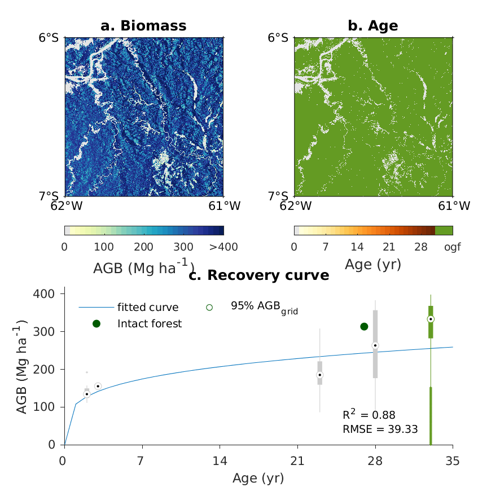 a. Biomass
b. Age
6°S
6°S
7°S
7°S
62°W
61°W
62°W
61°W
0 100 200 300 >400
0 7 14 21 28 ogf
AGB (Mg ha-1)
Age (yr)
c. Recovery curve
400
300
200
100
0
AGB (Mg ha-1)
fitted curve
95% AGBgrid
Intact forest
R2 = 0.88
RMSE = 39.33
0 7 14 21 28 35
Age (yr)